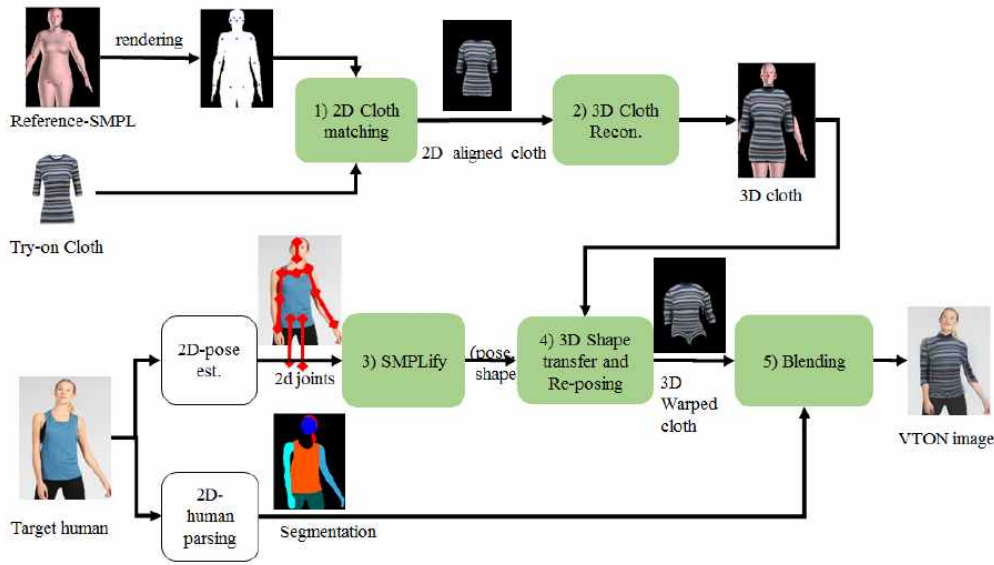 rendering
Reference-SMPL
1) 2D Cloth
matching
2D aligned cloth
2) 3D Cloth
Recon.
3D cloth
Try-on Cloth
2D-pose
est.
2d joints
3) SMPLify
(pose,
shape
4) 3D Shape
transfer and
Re-posing
3D
Warped
cloth
5) Blending
VTON image
Target human
2D-
human
parsing
Segmentation